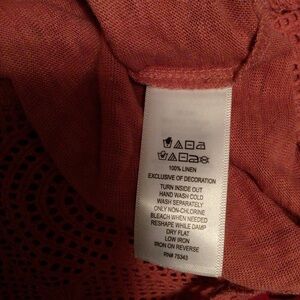 100% LINEN
EXCLUSIVE OF DECORATION
TURN INSIDE OUT
HAND WASH COLD
WASH SEPARATELY
ONLY NON-CHLORINE
BLEACH WHEN NEEDED
RESHAPE WHILE DAMP
DRY FLAT
LOW IRON
IRON ON REVERSE
RN# 75343